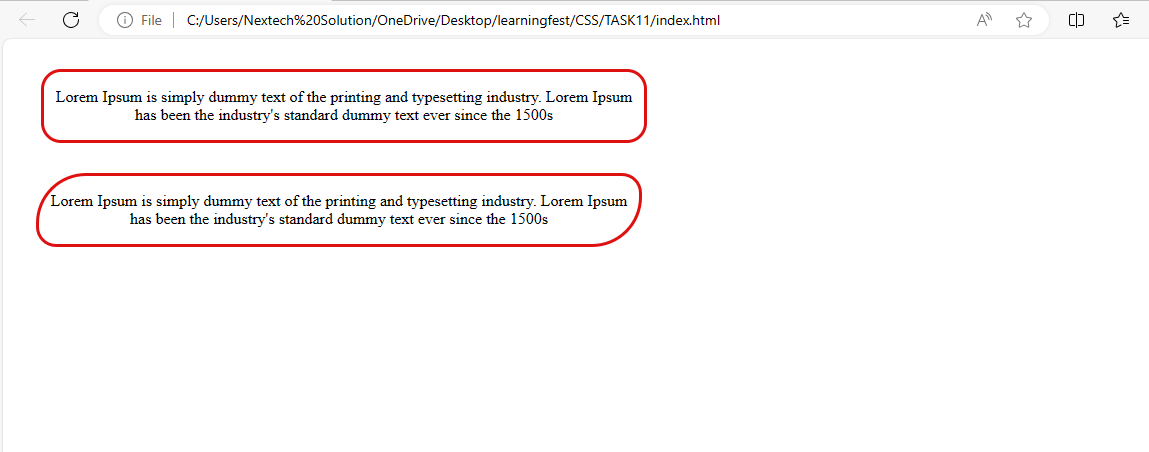 File C:/Users/Nextech%20Solution/OneDrive/Desktop/learningfest/CSS/TASK11/index.html
Lorem Ipsum is simply dummy text of the printing and typesetting industry. Lorem Ipsum
has been the industry's standard dummy text ever since the 1500s
Lorem Ipsum is simply dummy text of the printing and typesetting industry. Lorem Ipsum
has been the industry's standard dummy text ever since the 1500s